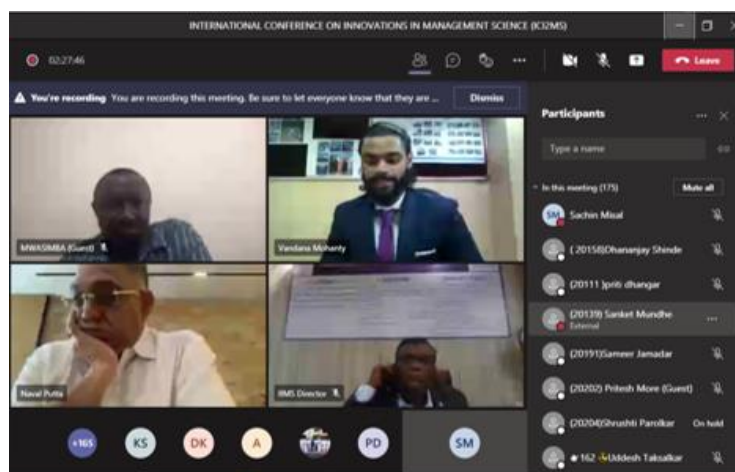 INTERNATIONAL CONFERENCE ON INNOVATIONS IN MANAGEMENT SCIENCE (ICI2MS)
02:27:46
Leave
You're recording You are recording this meeting. Be sure to let everyone know that they are ...
Dismiss
Participants
Type a name
In this meeting (175)
Mute all
MWASIMBA (Guest)
Vandana Mohanty
Naval Putta
IIMS Director
SM Sachin Misal
( 20158)Dhananjay Shinde
(20111 )priti dhangar
(20139) Sanket Mundhe
External
(20191)Sameer Jamadar
(20202) Pritesh More (Guest)
(20204)Shrushti Parolkar On hold
162 Uddesh Taksalkar
+165
KS
DK
A
PD
SM